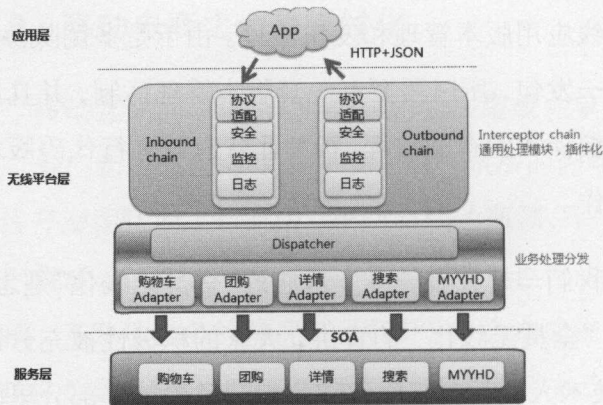 应用层
App
HTTP+JSON
Inbound chain
协议适配
安全
监控
日志
协议适配
安全
监控
日志
Outbound chain
Interceptor chain
通用处理模块，插件化
无线平台层
Dispatcher
业务处理分发
购物车 Adapter
团购 Adapter
详情 Adapter
搜索 Adapter
MYYHD Adapter
SOA
服务层
购物车
团购
详情
搜索
MYYHD